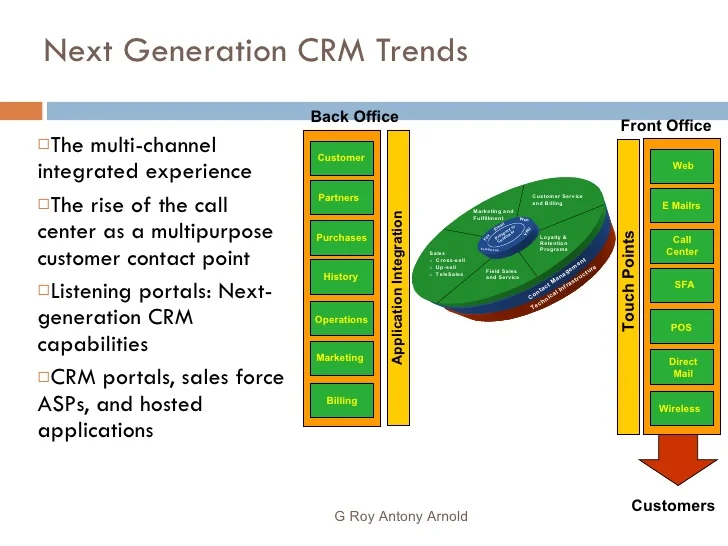 Next Generation CRM Trends
The multi-channel
integrated experience
The rise of the call
center as a multipurpose
customer contact point
Listening portals: Next-
generation CRM
capabilities
CRM portals, sales force
ASPs, and hosted
applications
Back Office
Customer
Partners
Purchases
History
Operations
Marketing
Billing
Application Integration
Customer Service
and Billing
Marketing and
Fulfillment
Loyalty &
Retention
Programs
Sales
Cross-sell
Up-sell
TeleSales
Field Sales
and Service
Contact Management
Technical Infrastructure
Touch Points
Front Office
Web
E Mailrs
Call
Center
SFA
POS
Direct
Mail
Wireless
Customers
G Roy Antony Arnold